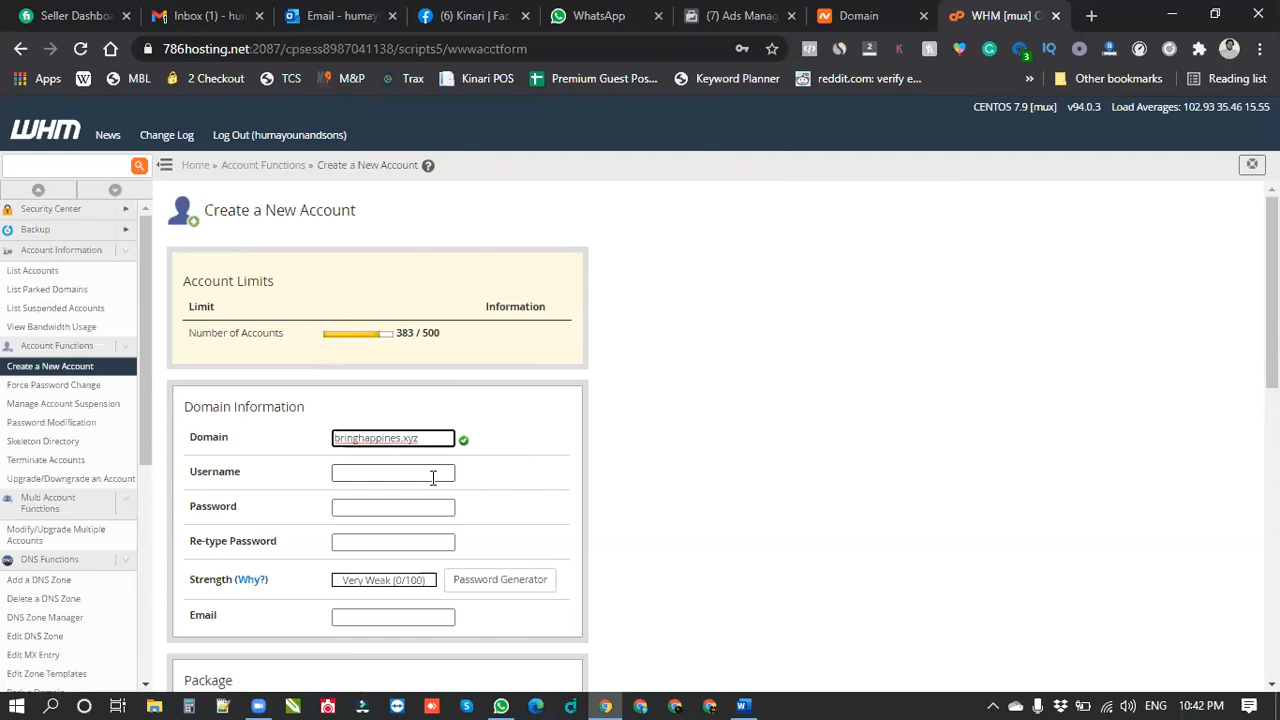 Seller Dashbo
Inbox (1) - hu
Email - humay
(6) Kinari | Fac
WhatsApp
(7) Ads Mana
Domain
WHM [mux] C
786hosting.net:2087/cpsess8987041138/scripts5/wwwacctform
Apps
MBL
2 Checkout
TCS
M&P
Trax
Kinari POS
Premium Guest Pos...
Keyword Planner
reddit.com: verify e...
»
Other bookmarks
Reading list
CENTOS 7.9 [mux] v94.0.3 Load Averages: 102.93 35.46 15.55
WHM News Change Log Log Out (humayounandsons)
Home » Account Functions » Create a New Account
Security Center
Backup
Account Information
List Accounts
List Parked Domains
List Suspended Accounts
View Bandwidth Usage
Account Functions
Create a New Account
Force Password Change
Manage Account Suspension
Password Modification
Skeleton Directory
Terminate Accounts
Upgrade/Downgrade an Account
Multi Account
Functions
Modify/Upgrade Multiple
Accounts
DNS Functions
Add a DNS Zone
Delete a DNS Zone
DNS Zone Manager
Edit DNS Zone
Edit MX Entry
Edit Zone Templates
Create a New Account
Account Limits
Limit Information
Number of Accounts 383 / 500
Domain Information
Domain bringhappines.xyz
Username
Password
Re-type Password
Strength (Why?) Very Weak (0/100) Password Generator
Email
Package
ENG 10:42 PM